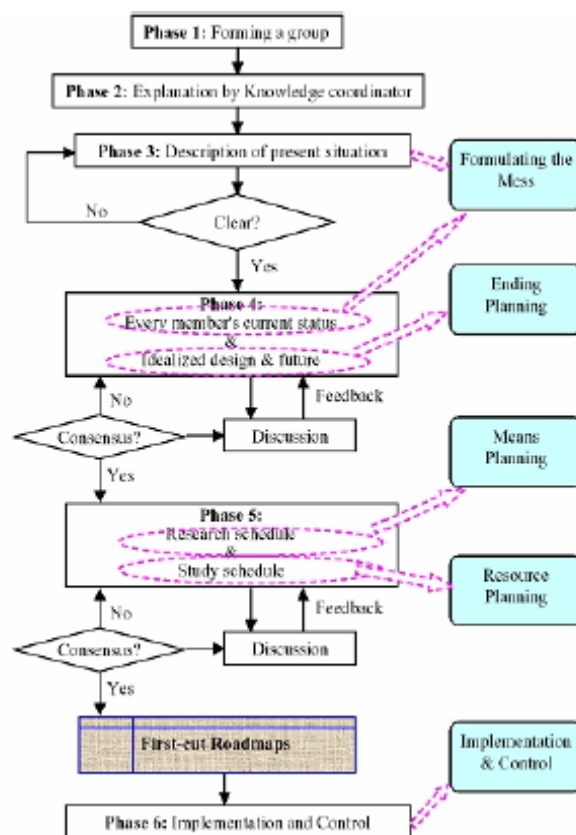 Phase 1: Forming a group
Phase 2: Explanation by Knowledge coordinator
Phase 3: Description of present situation
Formulating the
Mess
No
Clear?
Yes
Phase 4:
Every member's current status
&
Idealized design & future
Ending
Planning
No
Feedback
Consensus?
Discussion
Yes
Means
Planning
Phase 5:
Research schedule
&
Study schedule
Resource
Planning
No
Feedback
Consensus?
Discussion
Yes
First-cut Roadmaps
Implementation
& Control
Phase 6: Implementation and Control